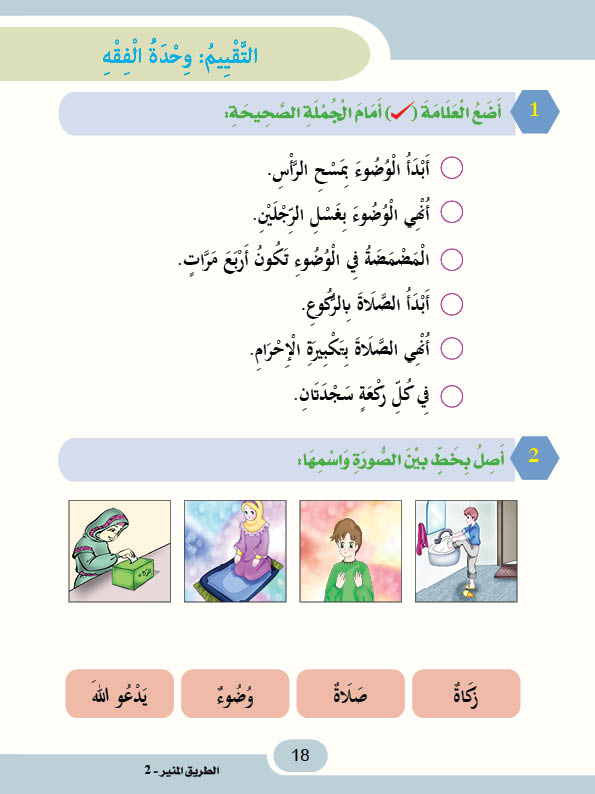 التَّقْيِيمُ: وِحْدَةُ الْفِقْهِ
1 أَضَعُ الْعَلَامَةَ (✓) أَمَامَ الْجُمْلَةِ الصَّحِيحَةِ:
أَبْدَأُ الْوُضُوءَ بِمَسْحِ الرَّأْسِ.
أُنْهِي الْوُضُوءَ بِغَسْلِ الرِّجْلَيْنِ.
الْمَضْمَضَةُ فِي الْوُضُوءِ تَكُونُ أَرْبَعَ مَرَّاتٍ.
أَبْدَأُ الصَّلَاةَ بِالرُّكُوعِ.
أُنْهِي الصَّلَاةَ بِتَكْبِيرَةِ الْإِحْرَامِ.
فِي كُلِّ رَكْعَةٍ سَجْدَتَانِ.
2 أَصِلُ بِخَطٍّ بَيْنَ الصُّورَةِ وَاسْمِهَا:
زَكَاةٌ صَلَاةٌ وُضُوءٌ يَدْعُو اللهَ
18
الطريق المنير - 2